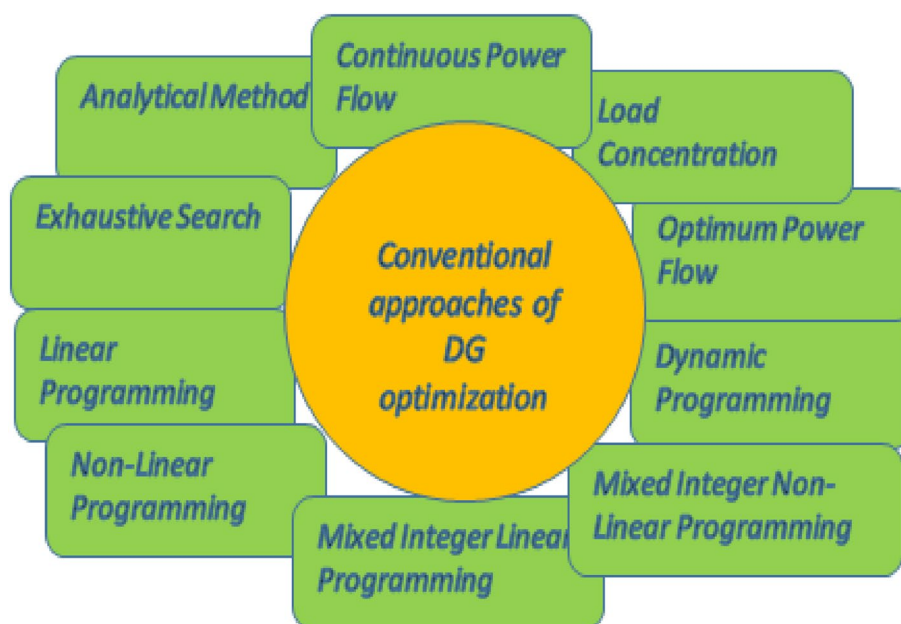 Continuous Power
Flow
Analytical Method
Load
Concentration
Exhaustive Search
Optimum Power
Flow
Conventional
approaches of
DG
optimization
Linear
Programming
Dynamic
Programming
Non-Linear
Programming
Mixed Integer Non-
Linear Programming
Mixed Integer Linear
Programming